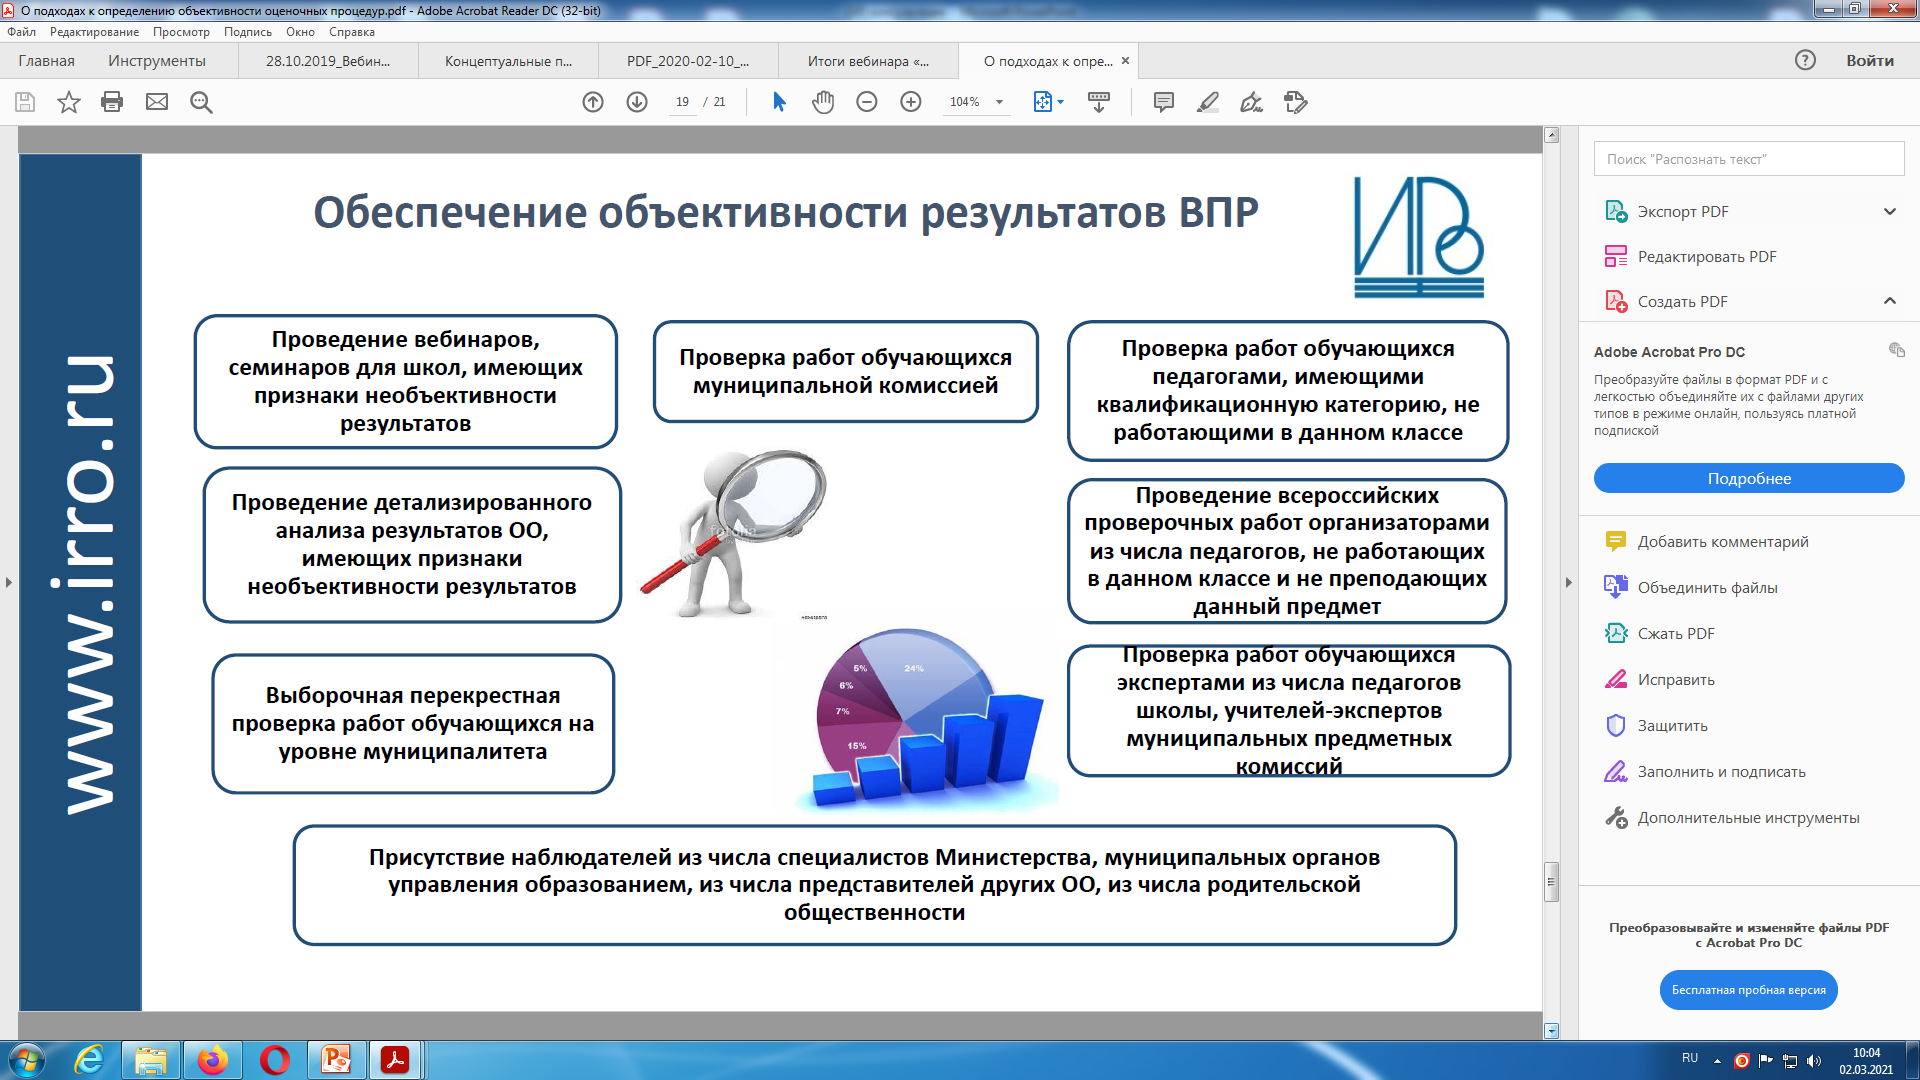 О подходах к определению объективности оценочных процедур.pdf - Adobe Acrobat Reader DC (32-bit)
Файл Редактирование Просмотр Подпись Окно Справка
Главная Инструменты 28.10.2019_Вебин... Концептуальные п... PDF_2020-02-10_... Итоги вебинара «... О подходах к опре... × Войти
19 / 21 104%
www.irro.ru
Обеспечение объективности результатов ВПР
ИРО
Проведение вебинаров,
семинаров для школ, имеющих
признаки необъективности
результатов
Проверка работ обучающихся
муниципальной комиссией
Проверка работ обучающихся
педагогами, имеющими
квалификационную категорию, не
работающими в данном классе
Проведение детализированного
анализа результатов ОО,
имеющих признаки
необъективности результатов
Проведение всероссийских
проверочных работ организаторами
из числа педагогов, не работающих
в данном классе и не преподающих
данный предмет
Выборочная перекрестная
проверка работ обучающихся на
уровне муниципалитета
5%
24%
6%
7%
15%
Проверка работ обучающихся
экспертами из числа педагогов
школы, учителей-экспертов
муниципальных предметных
комиссий
Присутствие наблюдателей из числа специалистов Министерства, муниципальных органов
управления образованием, из числа представителей других ОО, из числа родительской
общественности
Поиск "Распознать текст"
Экспорт PDF
Редактировать PDF
Создать PDF
Adobe Acrobat Pro DC
Преобразуйте файлы в формат PDF и с
легкостью объединяйте их с файлами других
типов в режиме онлайн, пользуясь платной
подпиской
Подробнее
Добавить комментарий
Объединить файлы
Сжать PDF
Исправить
Защитить
Заполнить и подписать
Дополнительные инструменты
Преобразовывайте и изменяйте файлы PDF
с Acrobat Pro DC
Бесплатная пробная версия
RU
10:04
02.03.2021